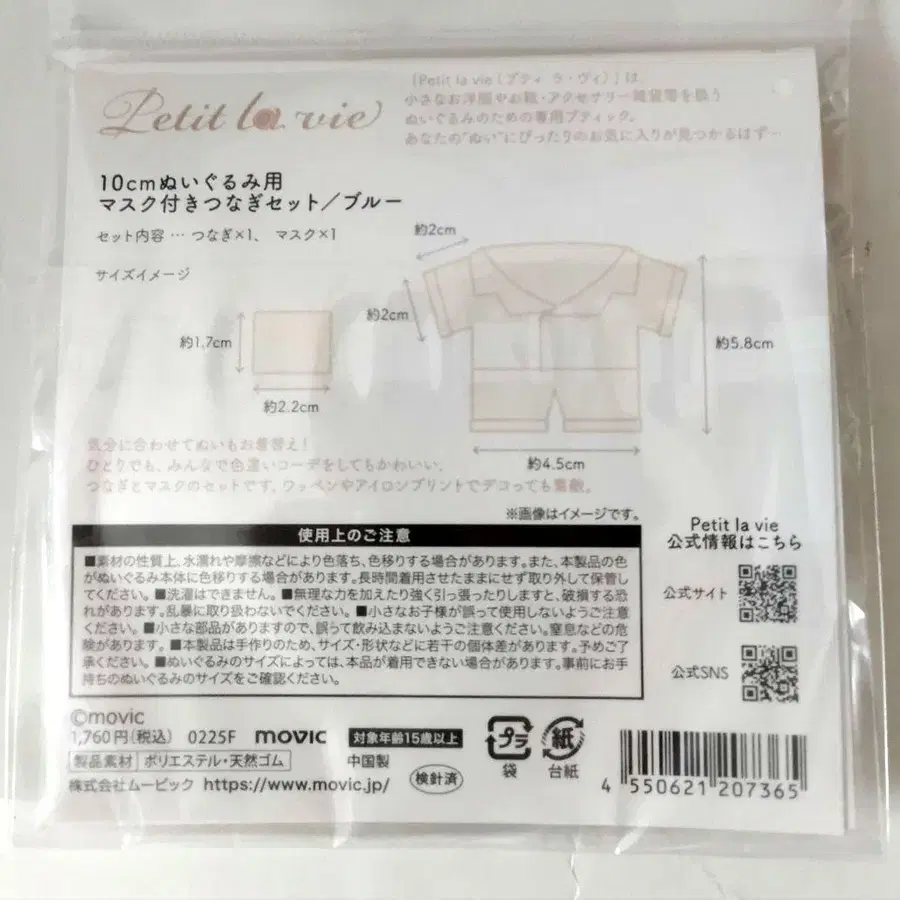 Petit la vie
「Petit la vie（プティ ラ・ヴィ）」は
小さなお洋服やお靴・アクセサリー雑貨等を扱う
ぬいぐるみのための専用ブティック。
あなたの“ぬい”にぴったりのお気に入りが見つかるはず…
10cmぬいぐるみ用
マスク付きつなぎセット／ブルー
セット内容 … つなぎ×1、 マスク×1
サイズイメージ
約2cm
約2cm
約1.7cm
約5.8cm
約2.2cm
約4.5cm
気分に合わせてぬいもお着替え！
ひとりでも、みんなで色違いコーデをしてもかわいい、
つなぎとマスクのセットです。ワッペンやアイロンプリントでデコっても素敵。
※画像はイメージです。
使用上のご注意
■素材の性質上、水濡れや摩擦などにより色落ち、色移りする場合があります。また、本製品の色
がぬいぐるみ本体に色移りする場合があります。長時間着用させたままにせず取り外して保管し
てください。■洗濯はできません。■無理な力を加えたり強く引っ張ったりしますと、破損する恐
れがあります。乱暴に取り扱わないでください。■小さなお子様が誤って使用しないようご注意
ください。■小さな部品がありますので、誤って飲み込まないようご注意ください。窒息などの危
険があります。■本製品は手作りのため、サイズ・形状などに若干の個体差があります。予めご了
承ください。■ぬいぐるみのサイズによっては、本品が着用できない場合があります。事前にお手
持ちのぬいぐるみのサイズをご確認ください。
Petit la vie
公式情報はこちら
公式サイト
公式SNS
©movic
1,760円（税込） 0225F movic 対象年齢15歳以上
製品素材 ポリエステル・天然ゴム 中国製
株式会社ムービック https://www.movic.jp/ 検針済
プラ
袋
紙
台紙
4 550621 207365